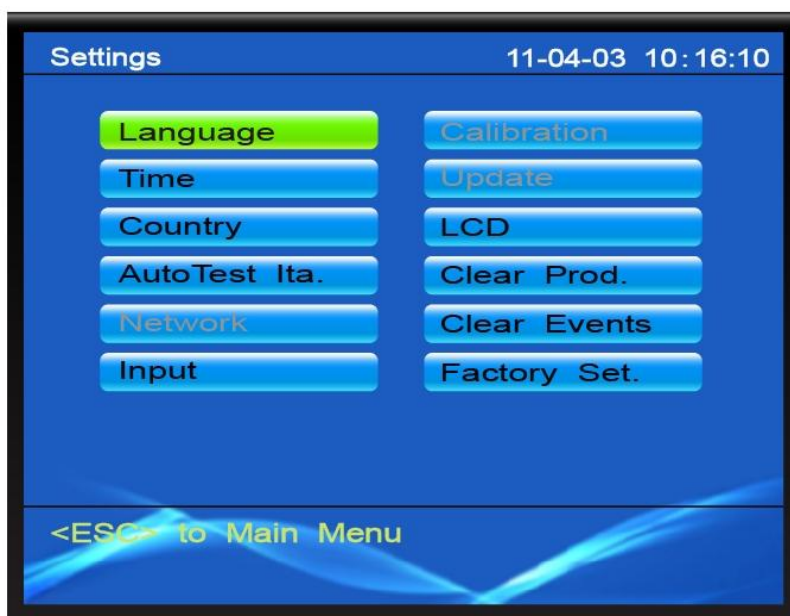 Settings 11-04-03 10:16:10
Language
Time
Country
AutoTest Ita.
Network
Input
Calibration
Update
LCD
Clear Prod.
Clear Events
Factory Set.
<ESC> to Main Menu